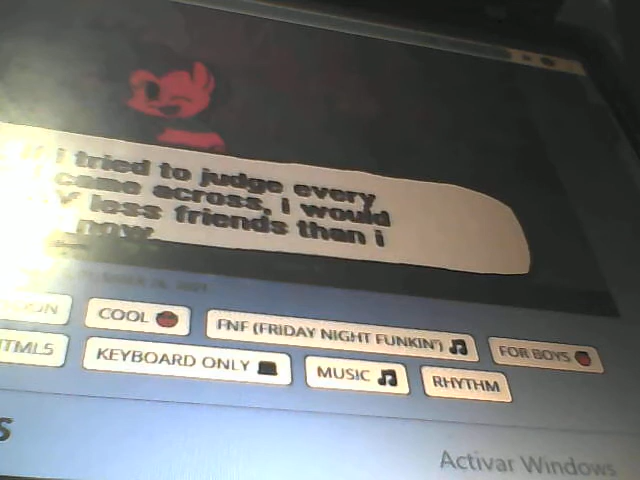 i tried to judge every
came across, i would
less friends than i
now
COOL
FNF (FRIDAY NIGHT FUNKIN')
FOR BOYS
HTML5
KEYBOARD ONLY
MUSIC
RHYTHM
Activar Windows